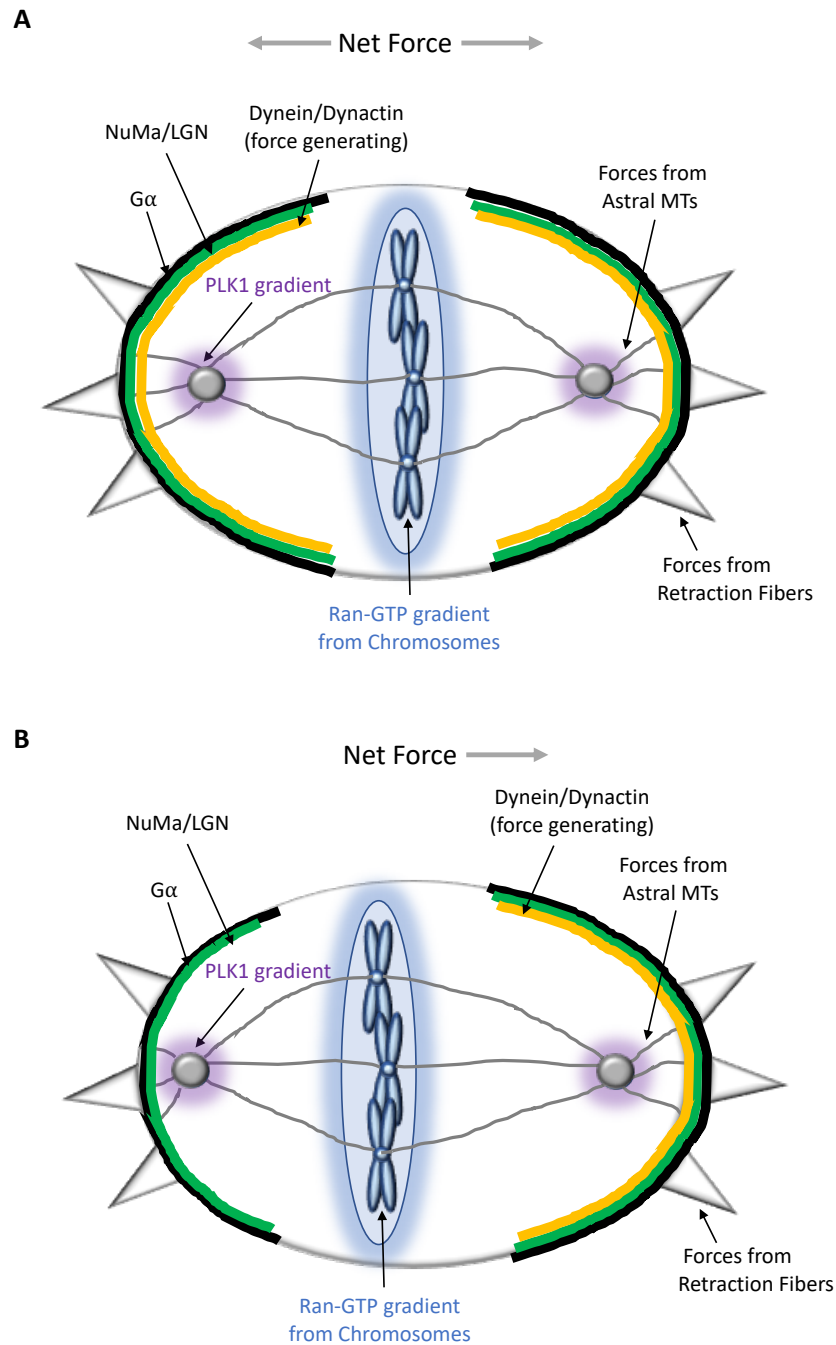 A
Net Force
Dynein/Dynactin
(force generating)
NuMa/LGN
Gα
Forces from
Astral MTs
PLK1 gradient
Forces from
Retraction Fibers
Ran-GTP gradient
from Chromosomes
B
Net Force
Dynein/Dynactin
(force generating)
NuMa/LGN
Gα
Forces from
Astral MTs
PLK1 gradient
Forces from
Retraction Fibers
Ran-GTP gradient
from Chromosomes